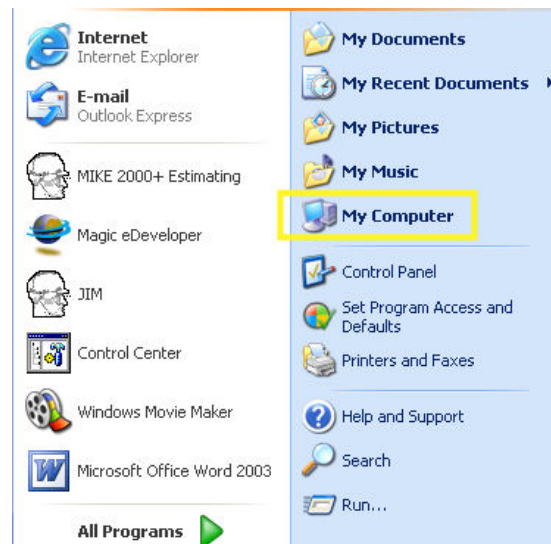 Internet
Internet Explorer
E-mail
Outlook Express
MIKE 2000+ Estimating
Magic eDeveloper
JIM
Control Center
Windows Movie Maker
Microsoft Office Word 2003
All Programs
My Documents
My Recent Documents
My Pictures
My Music
My Computer
Control Panel
Set Program Access and
Defaults
Printers and Faxes
Help and Support
Search
Run...